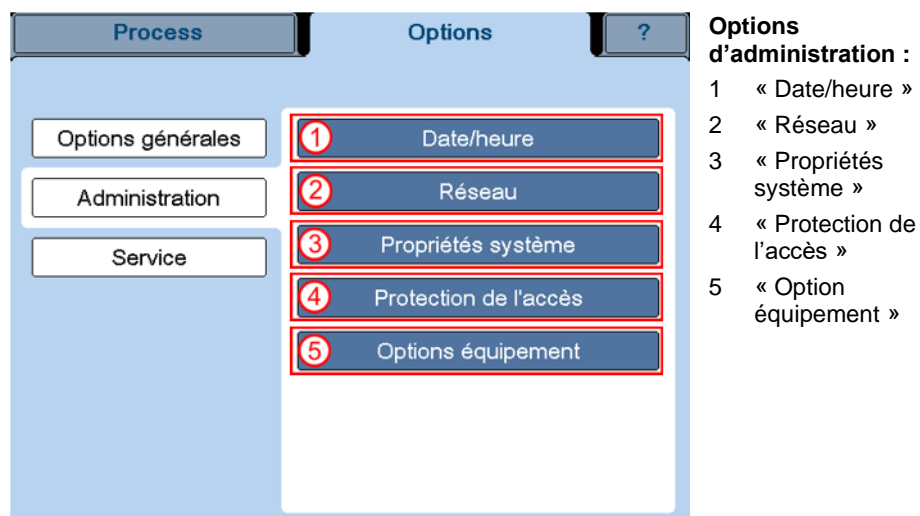 Process
Options
?
Options générales
Administration
Service
1 Date/heure
2 Réseau
3 Propriétés système
4 Protection de l'accès
5 Options équipement
Options
d’administration :
1 « Date/heure »
2 « Réseau »
3 « Propriétés
système »
4 « Protection de
l’accès »
5 « Option
équipement »